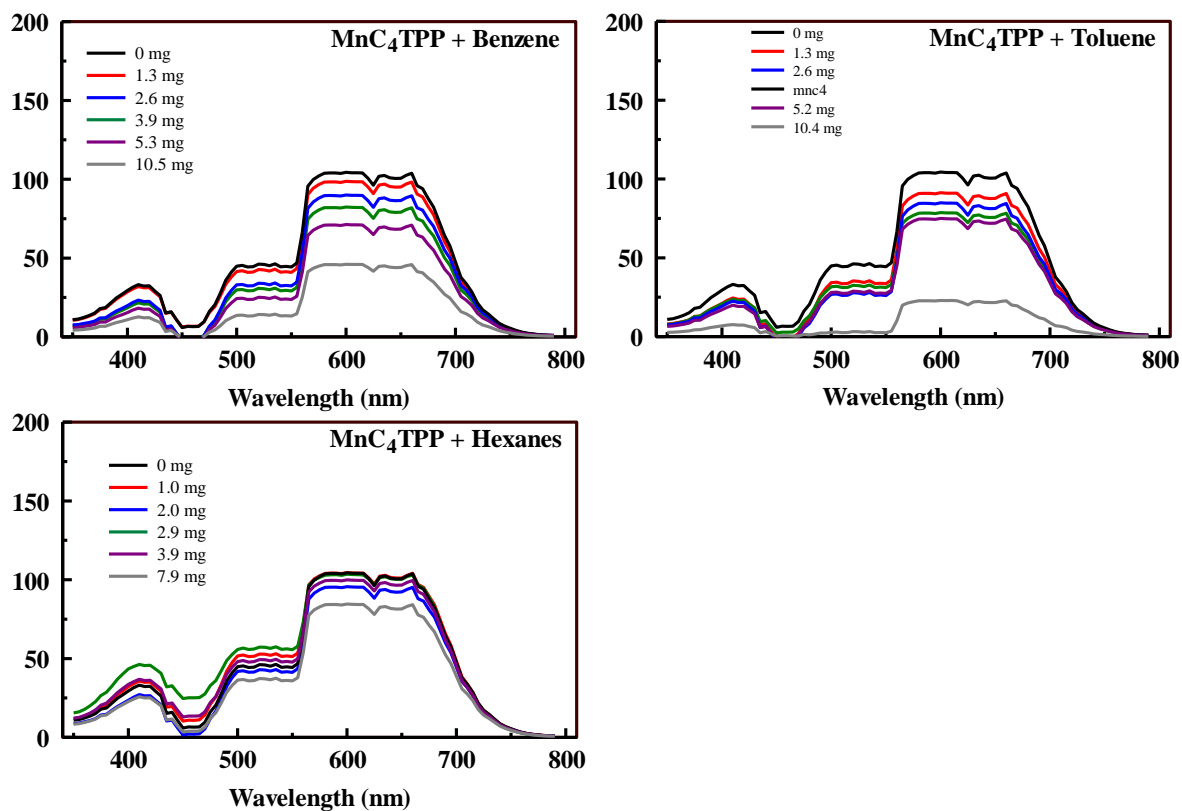 200
150
100
50
0
MnC4TPP + Benzene
0 mg
1.3 mg
2.6 mg
3.9 mg
5.3 mg
10.5 mg
400 500 600 700 800
Wavelength (nm)
200
150
100
50
0
MnC4TPP + Toluene
0 mg
1.3 mg
2.6 mg
mnc4
5.2 mg
10.4 mg
400 500 600 700 800
Wavelength (nm)
200
150
100
50
0
MnC4TPP + Hexanes
0 mg
1.0 mg
2.0 mg
2.9 mg
3.9 mg
7.9 mg
400 500 600 700 800
Wavelength (nm)